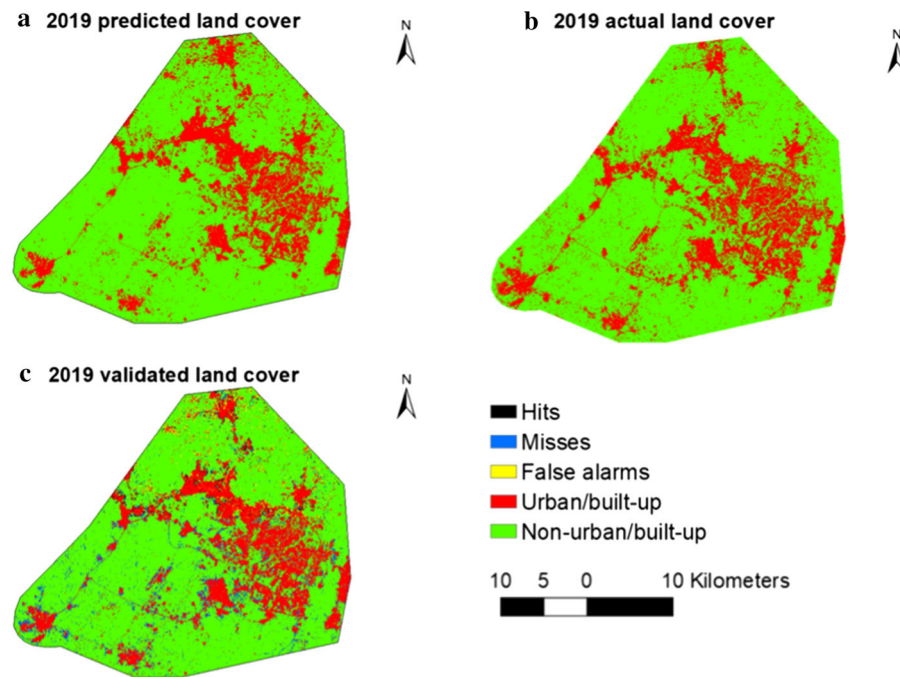 a 2019 predicted land cover
N
b 2019 actual land cover
N
c 2019 validated land cover
N
Hits
Misses
False alarms
Urban/built-up
Non-urban/built-up
10 5 0 10 Kilometers